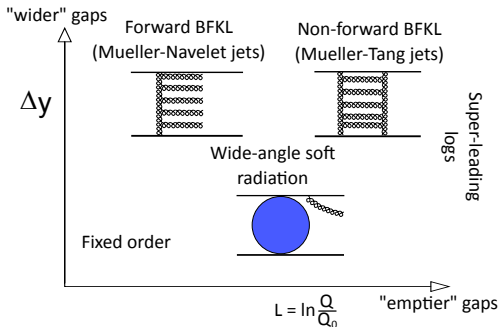 "wider" gaps
Forward BFKL
(Mueller-Navelet jets)
Non-forward BFKL
(Mueller-Tang jets)
Δy
Super-leading
logs
Wide-angle soft
radiation
Fixed order
L = ln Q/Q₀
"emptier" gaps